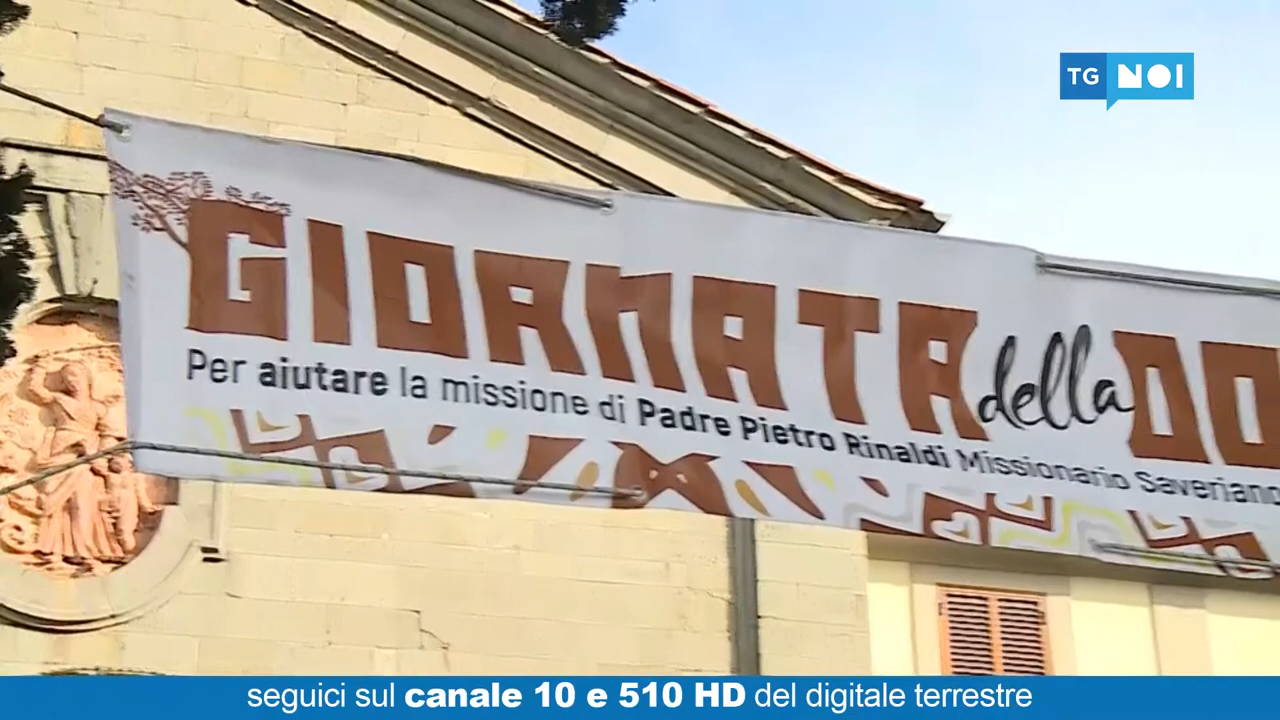 TG NOI
GIORNATA della DO
Per aiutare la missione di Padre Pietro Rinaldi Missionario Saveriano
seguici sul canale 10 e 510 HD del digitale terrestre